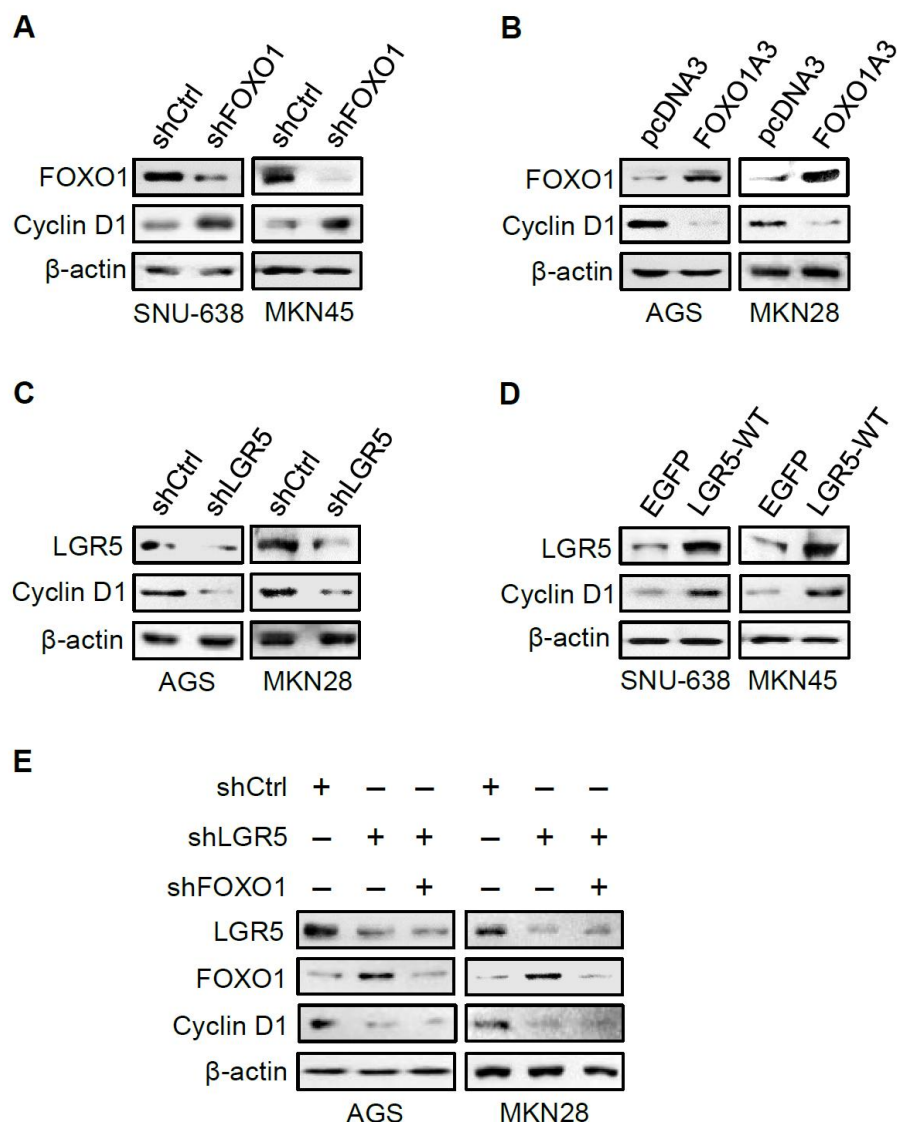 A
shCtrl shFOXO1 shCtrl shFOXO1
FOXO1
Cyclin D1
β-actin
SNU-638 MKN45
B
pcDNA3 FOXO1A3 pcDNA3 FOXO1A3
FOXO1
Cyclin D1
β-actin
AGS MKN28
C
shCtrl shLGR5 shCtrl shLGR5
LGR5
Cyclin D1
β-actin
AGS MKN28
D
EGFP LGR5-WT EGFP LGR5-WT
LGR5
Cyclin D1
β-actin
SNU-638 MKN45
E
shCtrl + – – + – –
shLGR5 – + + – + +
shFOXO1 – – + – – +
LGR5
FOXO1
Cyclin D1
β-actin
AGS MKN28